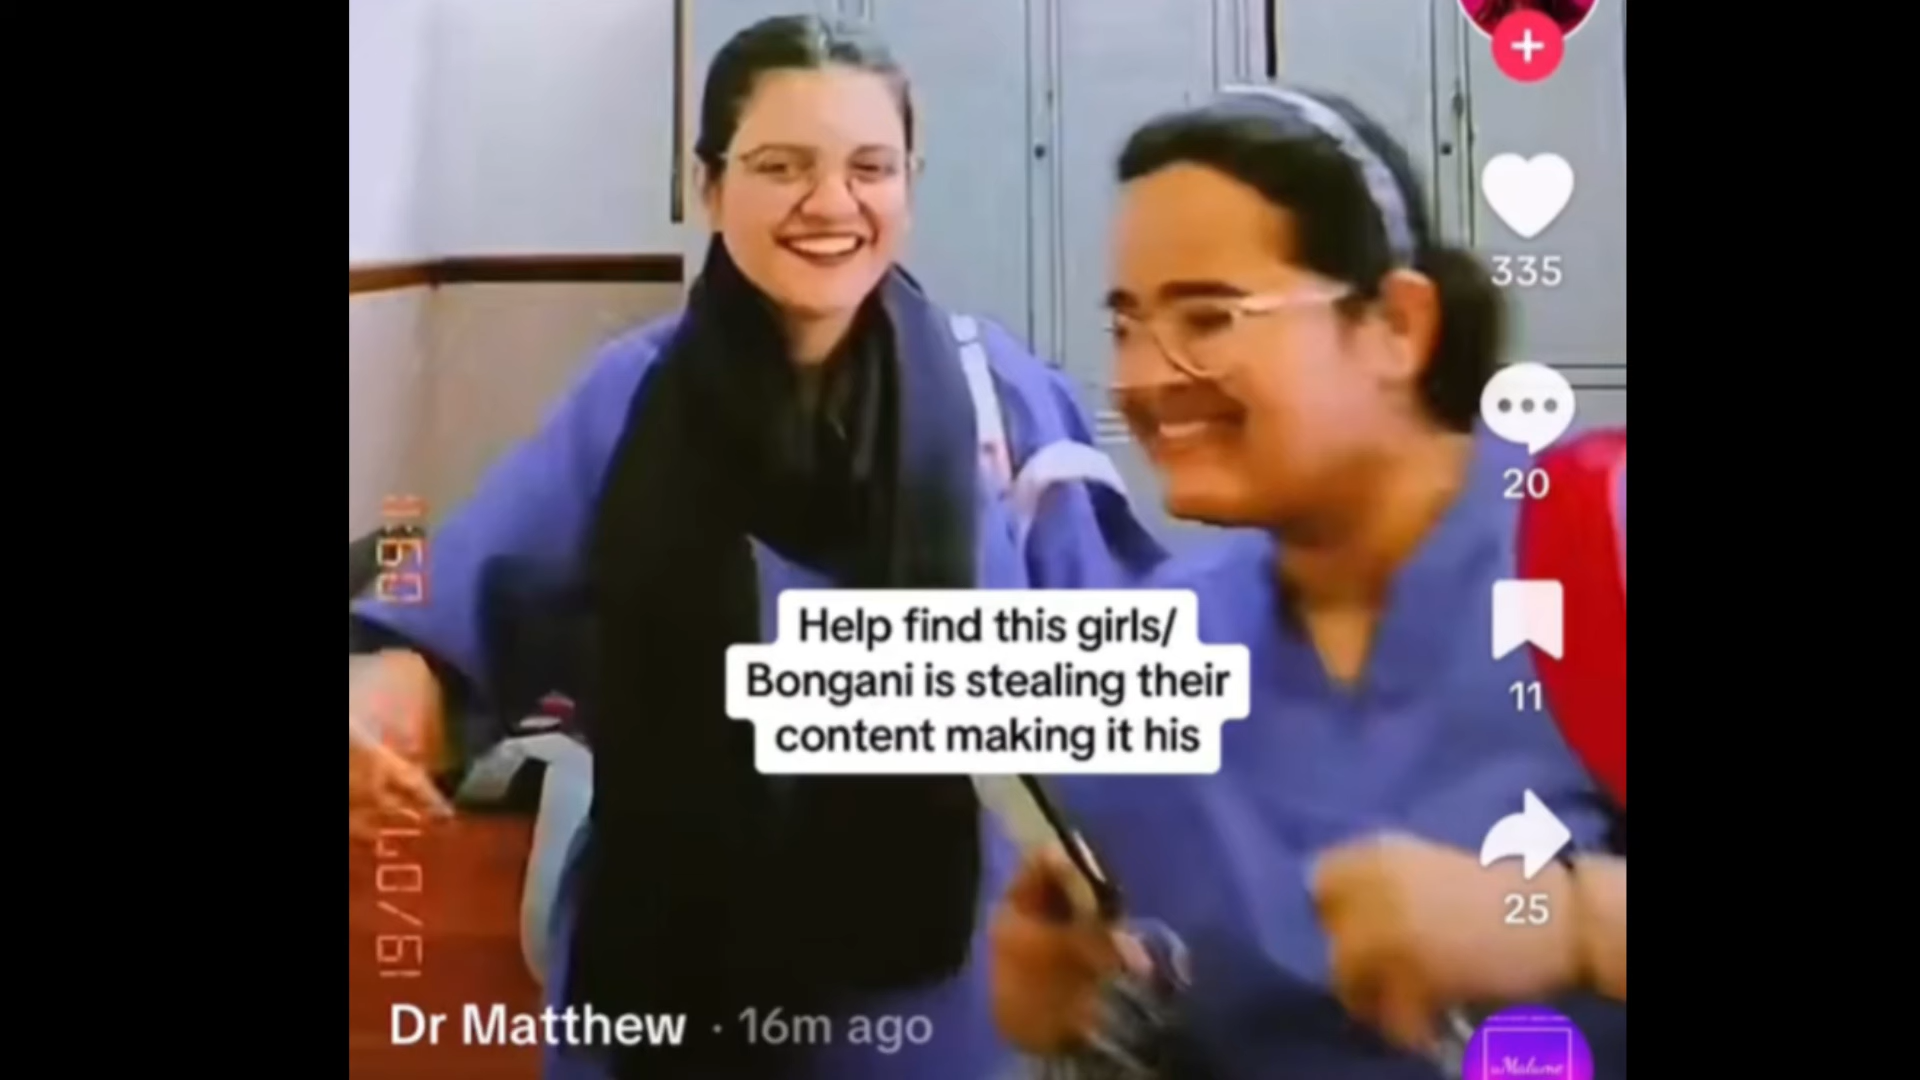 335
20
Help find this girls/
Bongani is stealing their
content making it his
11
25
Dr Matthew · 16m ago
Malume